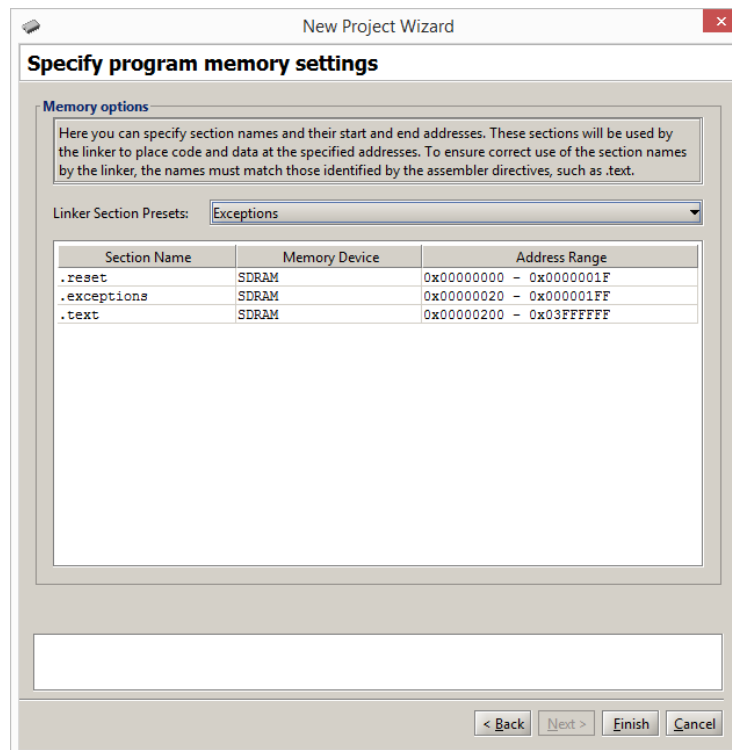 New Project Wizard
Specify program memory settings
Memory options
Here you can specify section names and their start and end addresses. These sections will be used by
the linker to place code and data at the specified addresses. To ensure correct use of the section names
by the linker, the names must match those identified by the assembler directives, such as .text.
Linker Section Presets: Exceptions
Section Name Memory Device Address Range
.reset SDRAM 0x00000000 - 0x0000001F
.exceptions SDRAM 0x00000020 - 0x000001FF
.text SDRAM 0x00000200 - 0x03FFFFFF
< Back Next > Finish Cancel